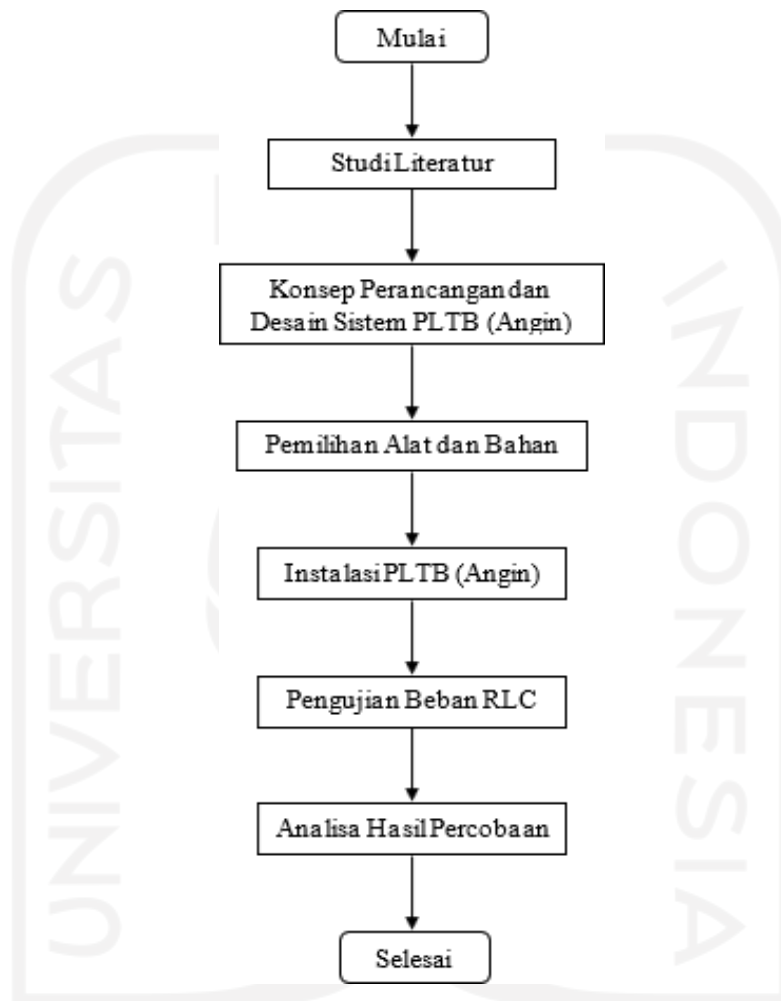 Mulai
Studi Literatur
Konsep Perancangan dan
Desain Sistem PLTB (Angin)
Pemilihan Alat dan Bahan
Instalasi PLTB (Angin)
Pengujian Beban RLC
Analisa Hasil Percobaan
Selesai
UNIVERSITAS
INDONESIA